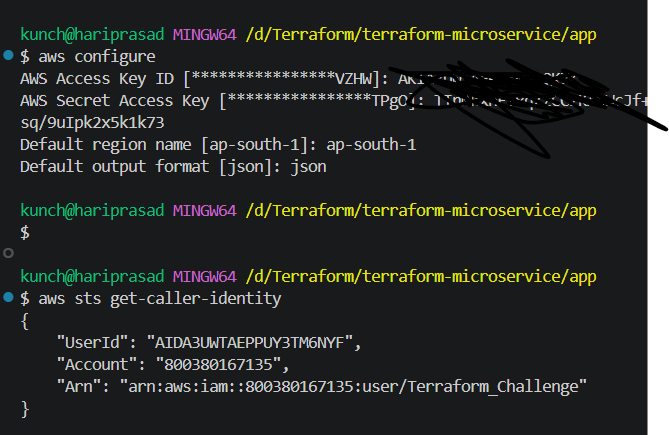 kunch@hariprasad MINGW64 /d/Terraform/terraform-microservice/app
$ aws configure
AWS Access Key ID [****************VZHW]:
AWS Secret Access Key [****************TPgO]:
sq/9uIpk2x5k1k73
Default region name [ap-south-1]: ap-south-1
Default output format [json]: json
kunch@hariprasad MINGW64 /d/Terraform/terraform-microservice/app
$
kunch@hariprasad MINGW64 /d/Terraform/terraform-microservice/app
$ aws sts get-caller-identity
{
"UserId": "AIDA3UWTAEPPUY3TM6NYF",
"Account": "800380167135",
"Arn": "arn:aws:iam::800380167135:user/Terraform_Challenge"
}